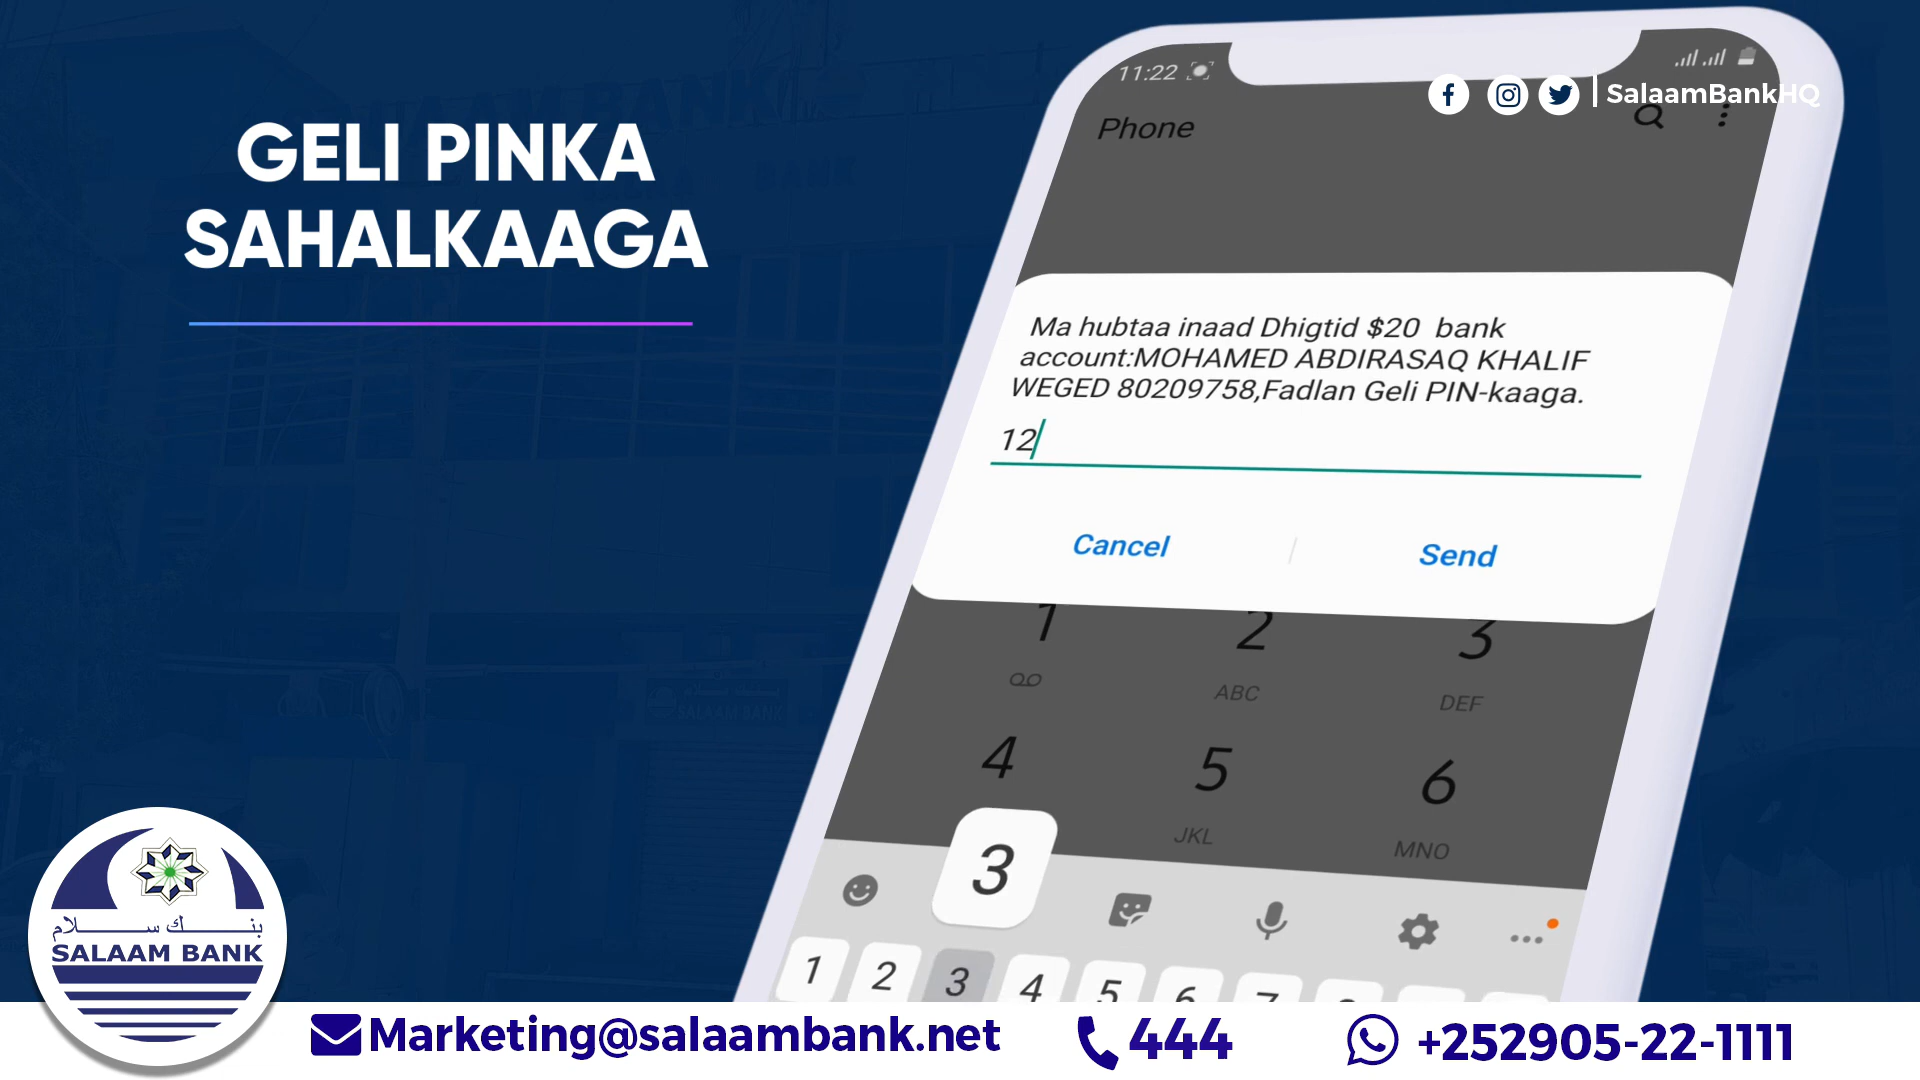 GELI PINKA
SAHALKAAGA
11:22
SalaamBankHQ
Phone
Ma hubtaa inaad Dhigtid $20 bank
account:MOHAMED ABDIRASAQ KHALIF
WEGED 80209758,Fadlan Geli PIN-kaaga.
12
Cancel
Send
1
2
3
ABC
DEF
4
5
6
JKL
MNO
3
1 2 3 4 5 6 7
بنك سلام
SALAAM BANK
Marketing@salaambank.net
444
+252905-22-1111